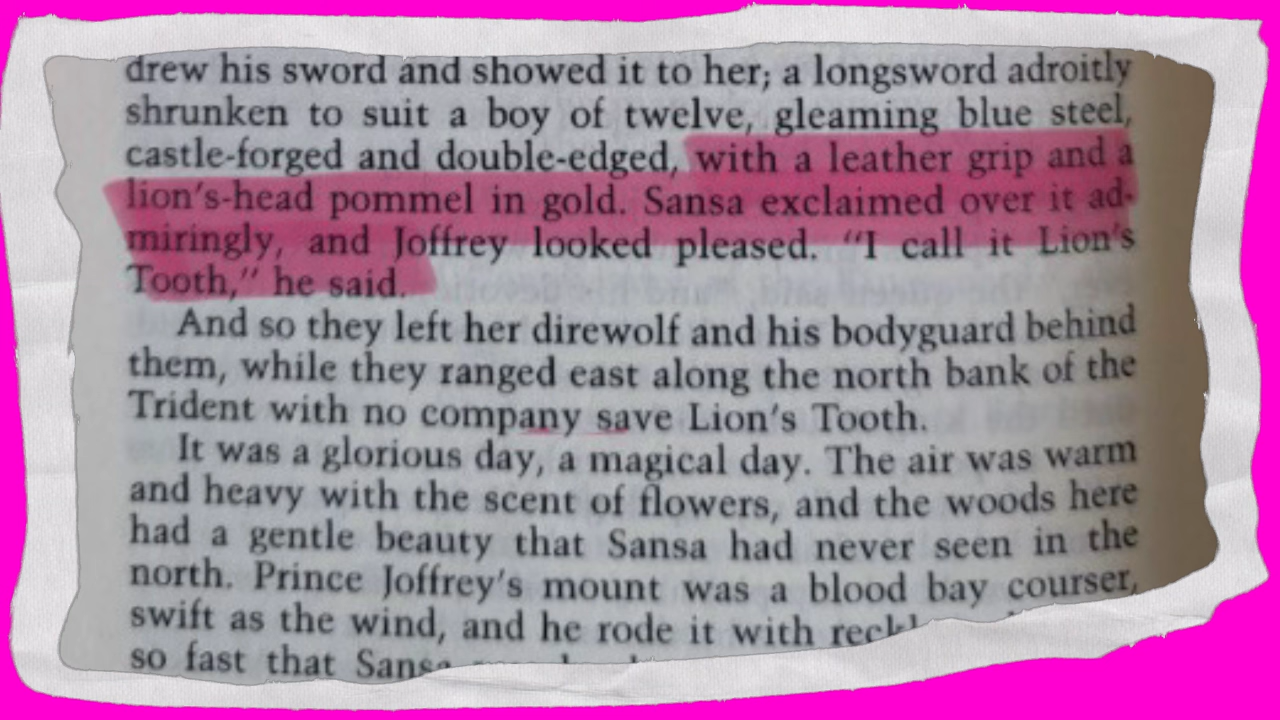 drew his sword and showed it to her; a longsword adroitly
shrunken to suit a boy of twelve, gleaming blue steel,
castle-forged and double-edged, with a leather grip and a
lion's-head pommel in gold. Sansa exclaimed over it ad-
miringly, and Joffrey looked pleased. “I call it Lion's
Tooth,” he said.
And so they left her direwolf and his bodyguard behind
them, while they ranged east along the north bank of the
Trident with no company save Lion's Tooth.
It was a glorious day, a magical day. The air was warm
and heavy with the scent of flowers, and the woods here
had a gentle beauty that Sansa had never seen in the
north. Prince Joffrey's mount was a blood bay courser,
swift as the wind, and he rode it with
so fast that Sansa